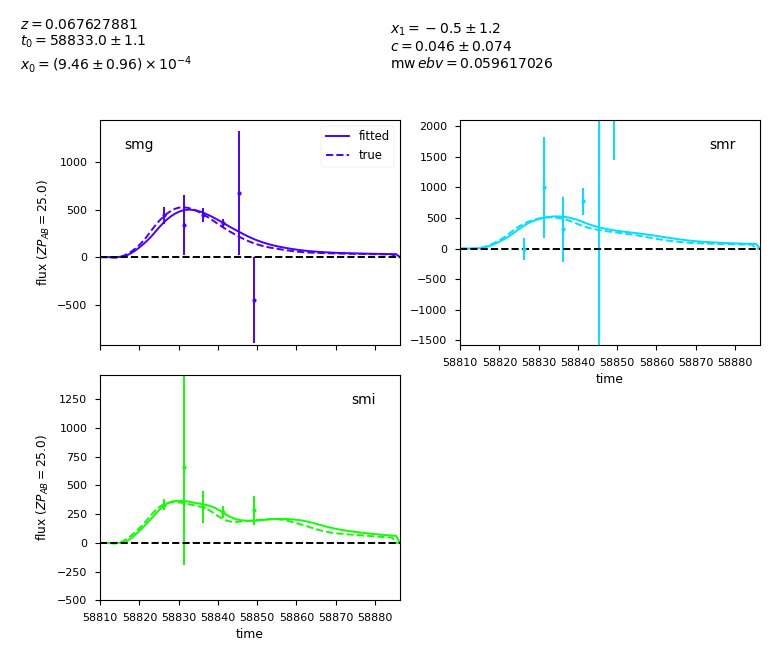 z = 0.067627881
t₀ = 58833.0 ± 1.1
x₀ = (9.46 ± 0.96) × 10⁻⁴
x₁ = −0.5 ± 1.2
c = 0.046 ± 0.074
mw ebv = 0.059617026
smg
fitted
true
1000
500
0
−500
flux (ZP_AB = 25.0)
smr
2000
1500
1000
500
0
−500
−1000
−1500
58810 58820 58830 58840 58850 58860 58870 58880
time
smi
1250
1000
750
500
250
0
−250
−500
flux (ZP_AB = 25.0)
58810 58820 58830 58840 58850 58860 58870 58880
time